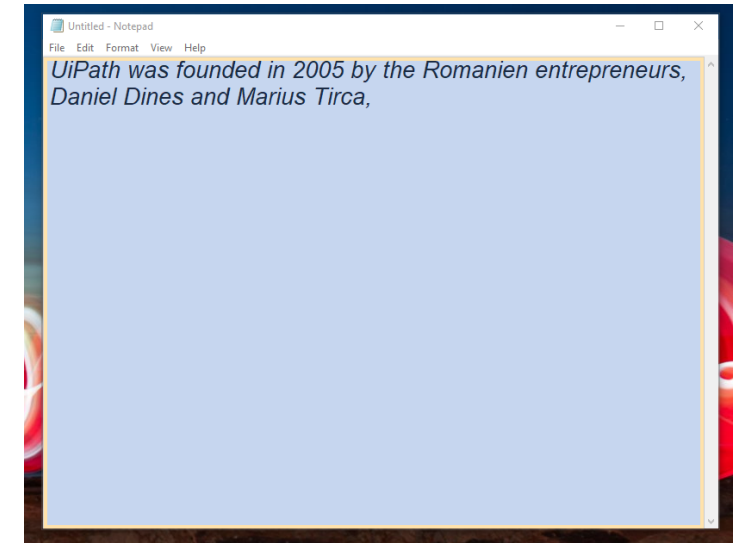 Untitled - Notepad
File Edit Format View Help
UiPath was founded in 2005 by the Romanien entrepreneurs,
Daniel Dines and Marius Tirca,